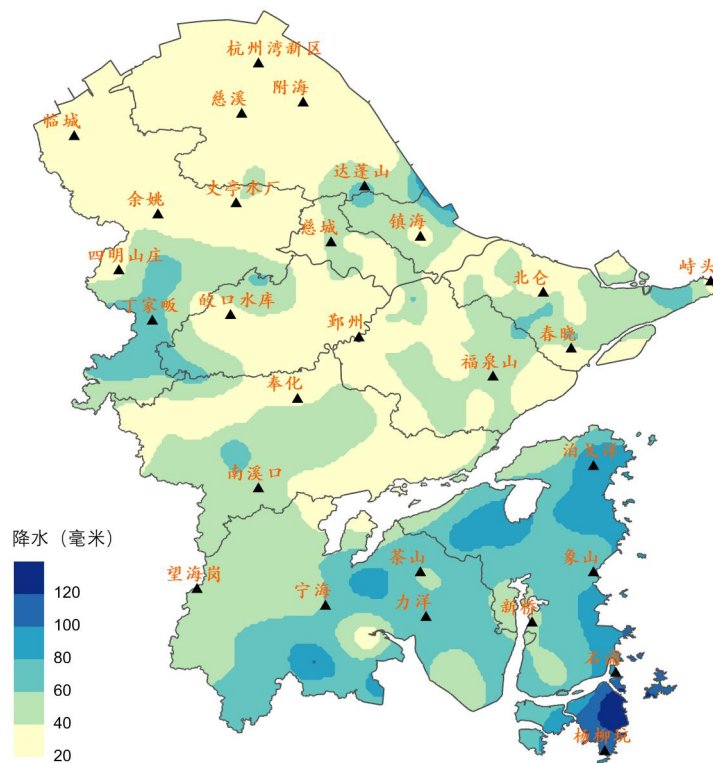 杭州湾新区
附海
慈溪
临城
达蓬山
丈亭水厂
余姚
镇海
慈城
四明山庄
峙头
北仑
丁家畈
皎口水库
鄞州
春晓
福泉山
奉化
泊戈洋
南溪口
降水（毫米）
茶山
象山
望海岗
宁海
力洋
新桥
120
100
石浦
80
60
40
杨柳坑
20